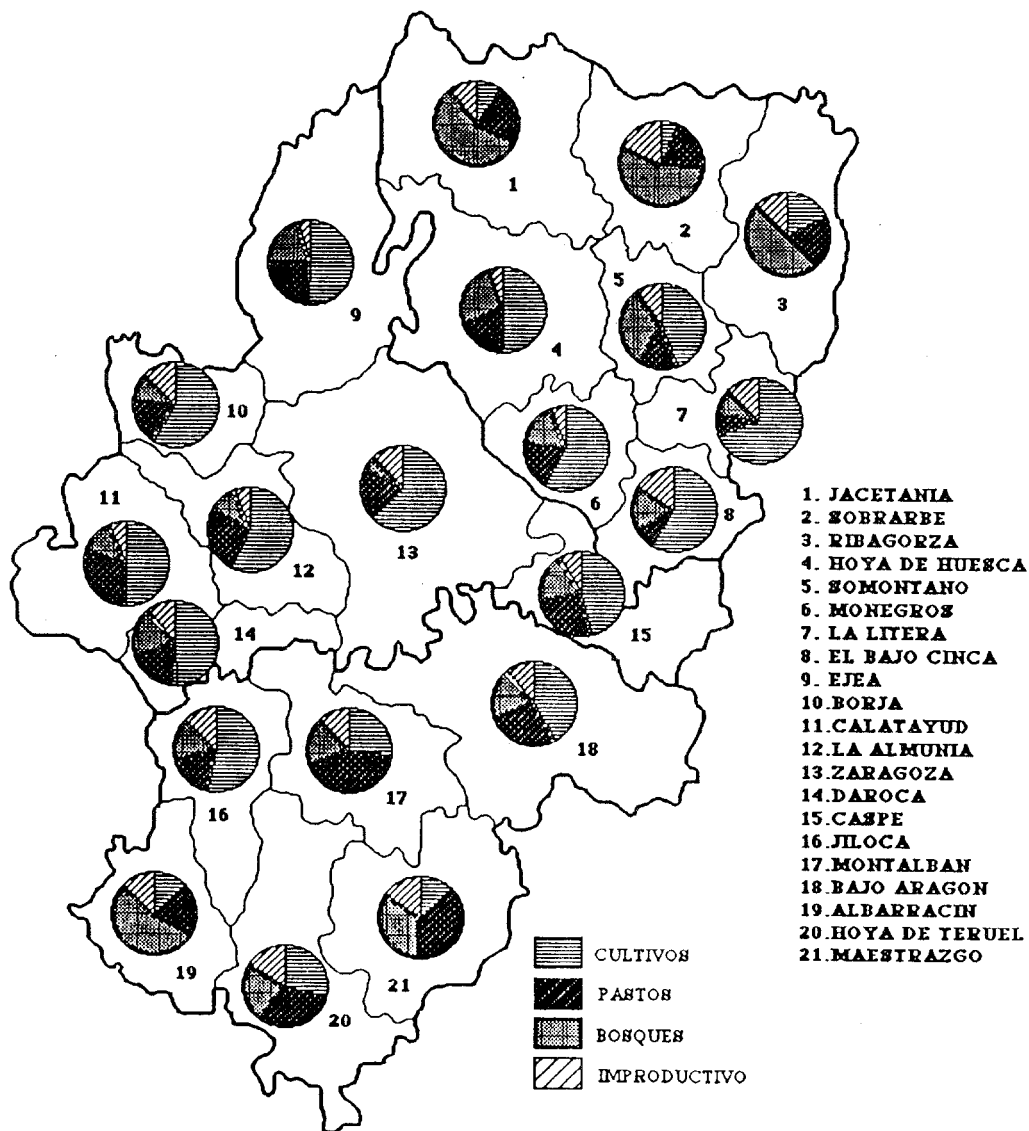 1
2
3
5
9
4
10
7
11
6
8
12
13
14
15
18
17
16
19
21
20
1. JACETANIA
2. SOBRARBE
3. RIBAGORZA
4. HOYA DE HUESCA
5. SOMONTANO
6. MONEGROS
7. LA LITERA
8. EL BAJO CINCA
9. EJEA
10.BORJA
11.CALATAYUD
12.LA ALMUNIA
13.ZARAGOZA
14.DAROCA
15.CASPE
16.JILOCA
17.MONTALBAN
18.BAJO ARAGON
19.ALBARRACIN
20.HOYA DE TERUEL
21.MAESTRAZGO
CULTIVOS
PASTOS
BOSQUES
IMPRODUCTIVO